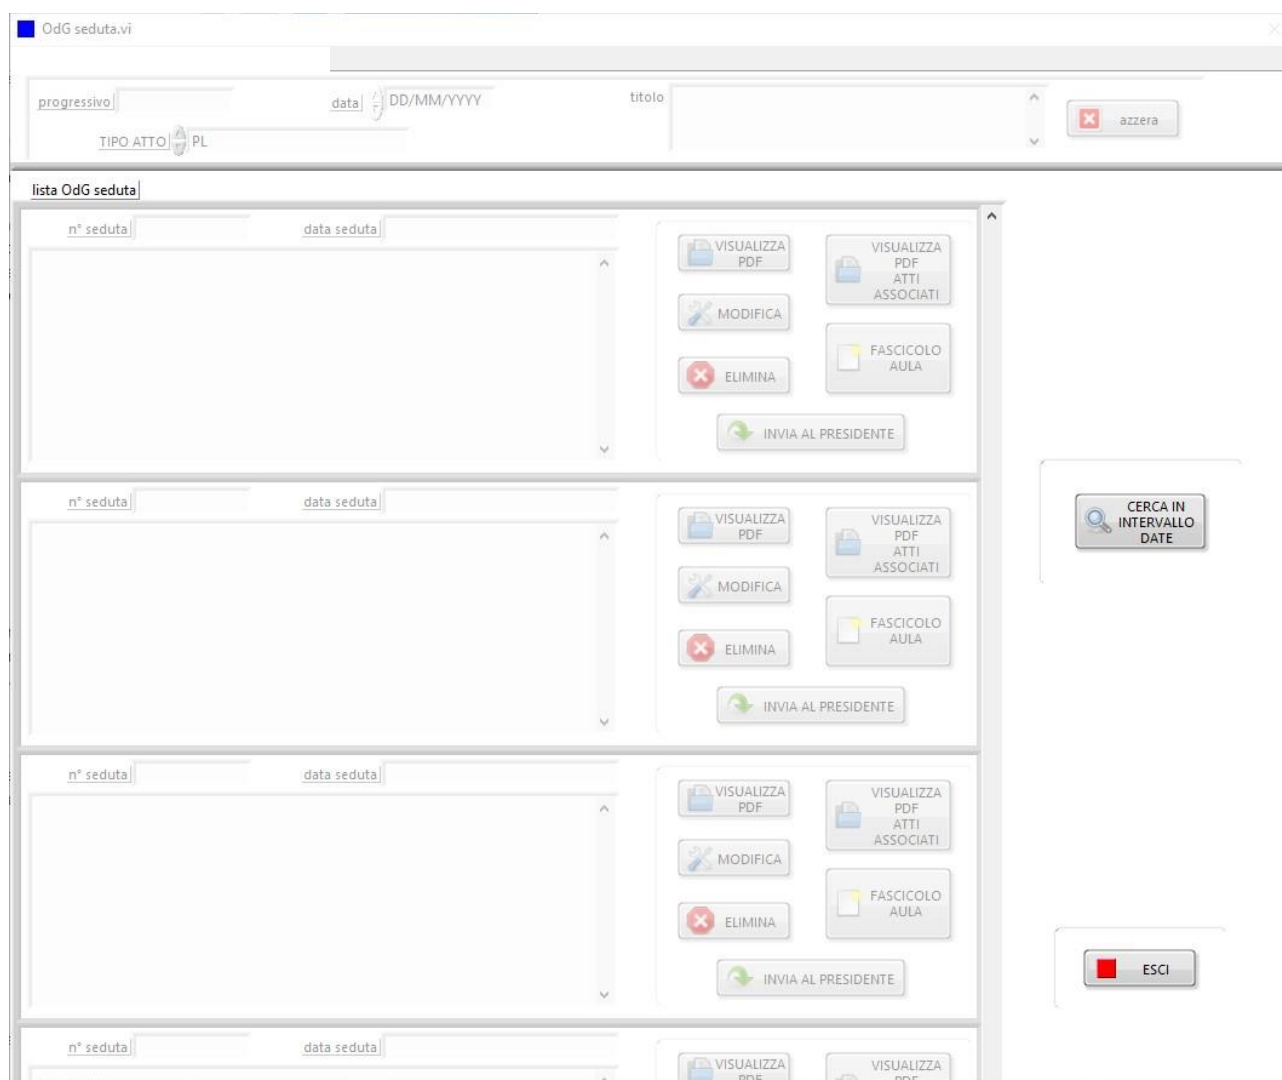 OdG seduta.vi
progressivo
data DD/MM/YYYY
titolo
azzera
TIPO ATTO PL
lista OdG seduta
n° seduta data seduta
VISUALIZZA
PDF
VISUALIZZA
PDF
ATTI
ASSOCIATI
MODIFICA
FASCICOLO
AULA
ELIMINA
INVIA AL PRESIDENTE
n° seduta data seduta
VISUALIZZA
PDF
VISUALIZZA
PDF
ATTI
ASSOCIATI
MODIFICA
FASCICOLO
AULA
ELIMINA
INVIA AL PRESIDENTE
CERCA IN
INTERVALLO
DATE
n° seduta data seduta
VISUALIZZA
PDF
VISUALIZZA
PDF
ATTI
ASSOCIATI
MODIFICA
FASCICOLO
AULA
ELIMINA
INVIA AL PRESIDENTE
ESCI
n° seduta data seduta
VISUALIZZA
PDF
VISUALIZZA
PDF